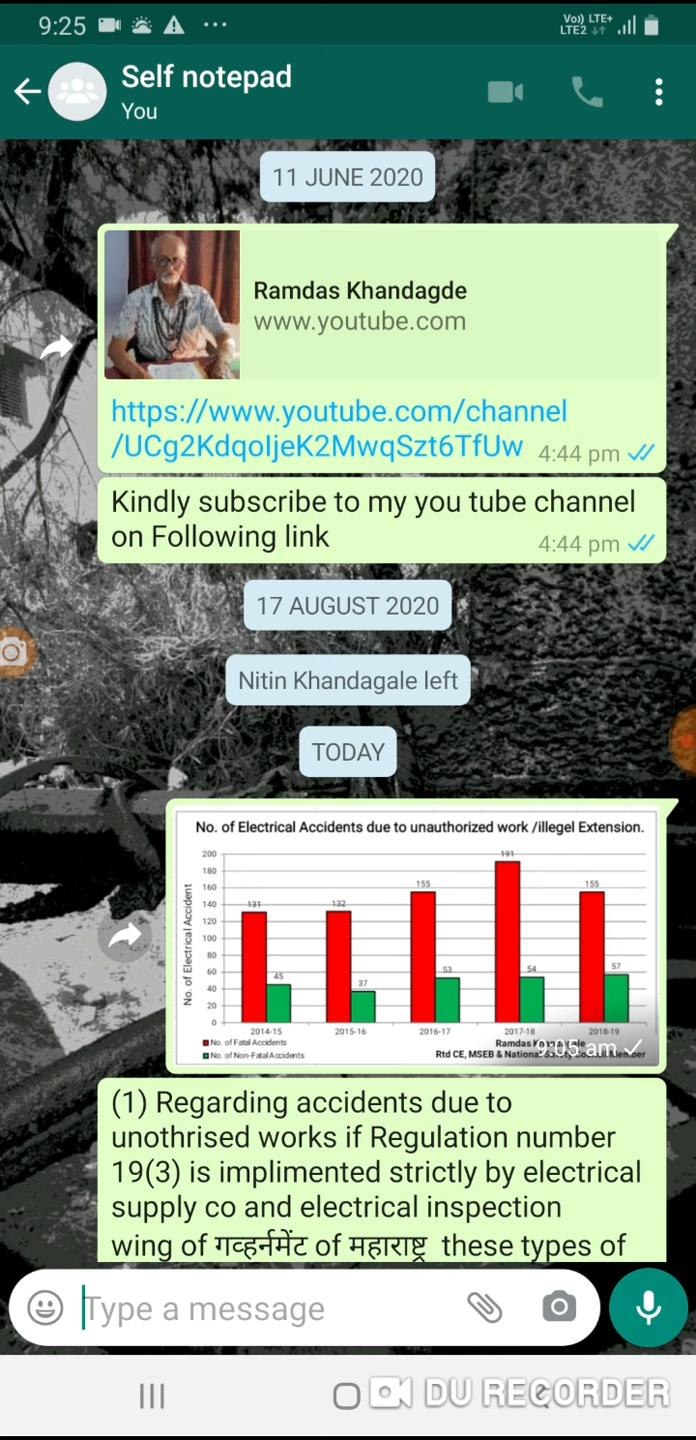 9:25
Vo)) LTE+
LTE2
Self notepad
You
11 JUNE 2020
Ramdas Khandagde
www.youtube.com
https://www.youtube.com/channel
/UCg2KdqoljeK2MwqSzt6TfUw 4:44 pm
Kindly subscribe to my you tube channel
on Following link 4:44 pm
17 AUGUST 2020
Nitin Khandagale left
TODAY
No. of Electrical Accidents due to unauthorized work /illegel Extension.
No. of Electrical Accident
200
180
160
140
120
100
80
60
40
20
0
131 45
132 37
155 53
191 54
155 57
2014-15 2015-16 2016-17 2017-18 2018-19
No. of Fatal Accidents
No. of Non-Fatal Accidents
Ramdas
Rtd CE, MSEB & National Safety Council Member
9:05 am
(1) Regarding accidents due to
unothrised works if Regulation number
19(3) is implimented strictly by electrical
supply co and electrical inspection
wing of गव्हर्नमेंट of महाराष्ट्र these types of
Type a message
DU RECORDER